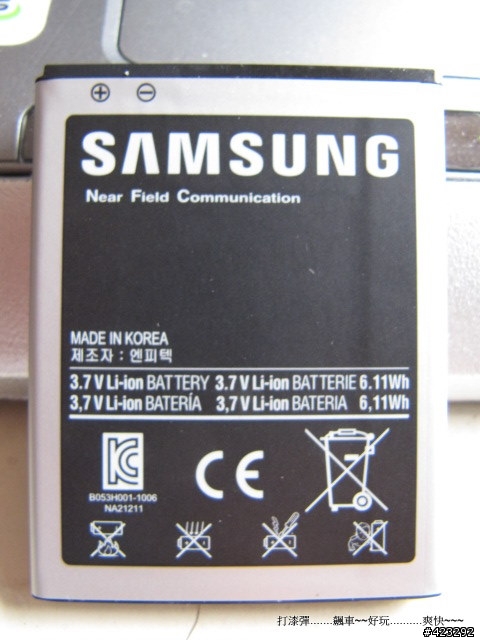 SAMSUNG
Near Field Communication
MADE IN KOREA
제조자 : 엔피텍
3.7 V Li-ion BATTERY 3.7 V Li-ion BATTERIE 6.11Wh
3,7 V Li-ion BATERÍA 3,7 V Li-ion BATERIA 6,11Wh
KC
CE
B053H001-1006
NA21211
打漆彈.......飆車~~好玩..........爽快~~~
#423292